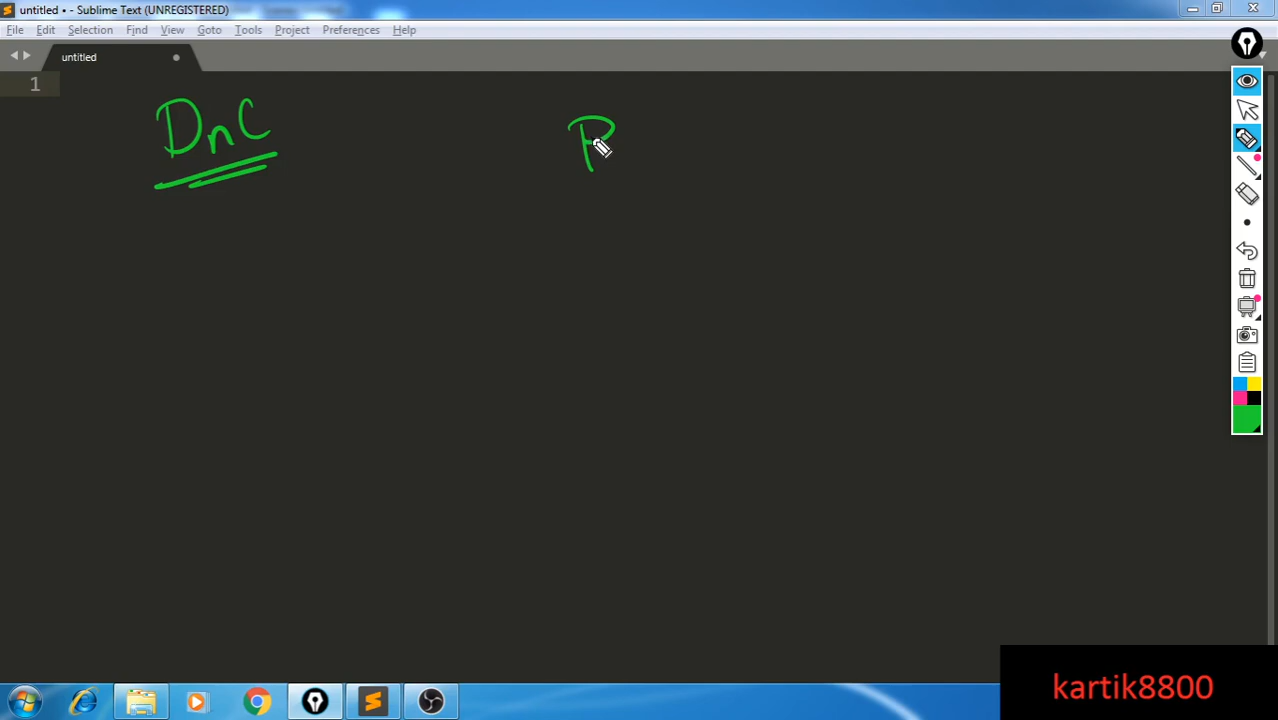 untitled • - Sublime Text (UNREGISTERED)
File Edit Selection Find View Goto Tools Project Preferences Help
untitled
1
DnC
P
kartik8800